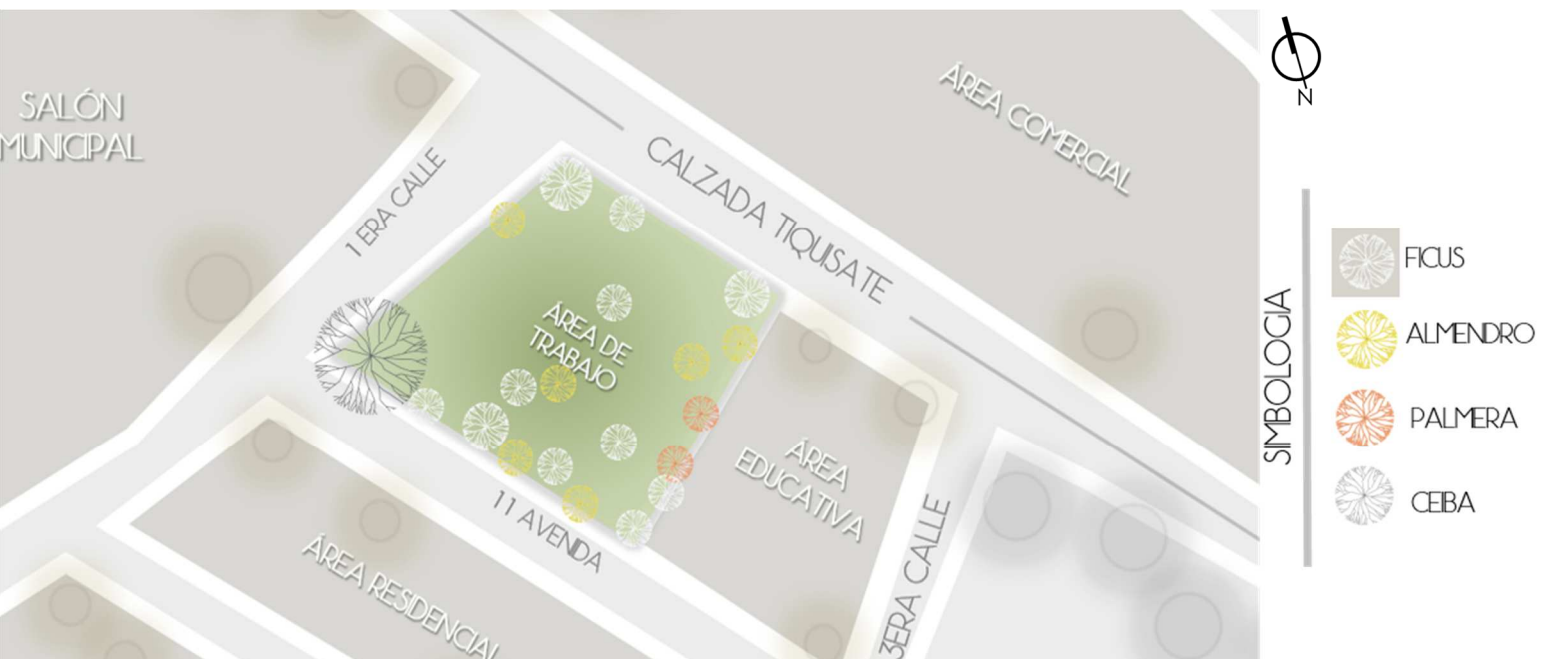 SALÓN
MUNICIPAL
1 ERA CALLE
CALZADA TIQUISATE
ÁREA COMERCIAL
ÁREA DE
TRABAJO
ÁREA
EDUCATIVA
11 AVENDA
3ERA CALLE
ÁREA RESIDENCIAL
N
SIMBOLOGIA
FICUS
ALMENDRO
PALMERA
CEIBA